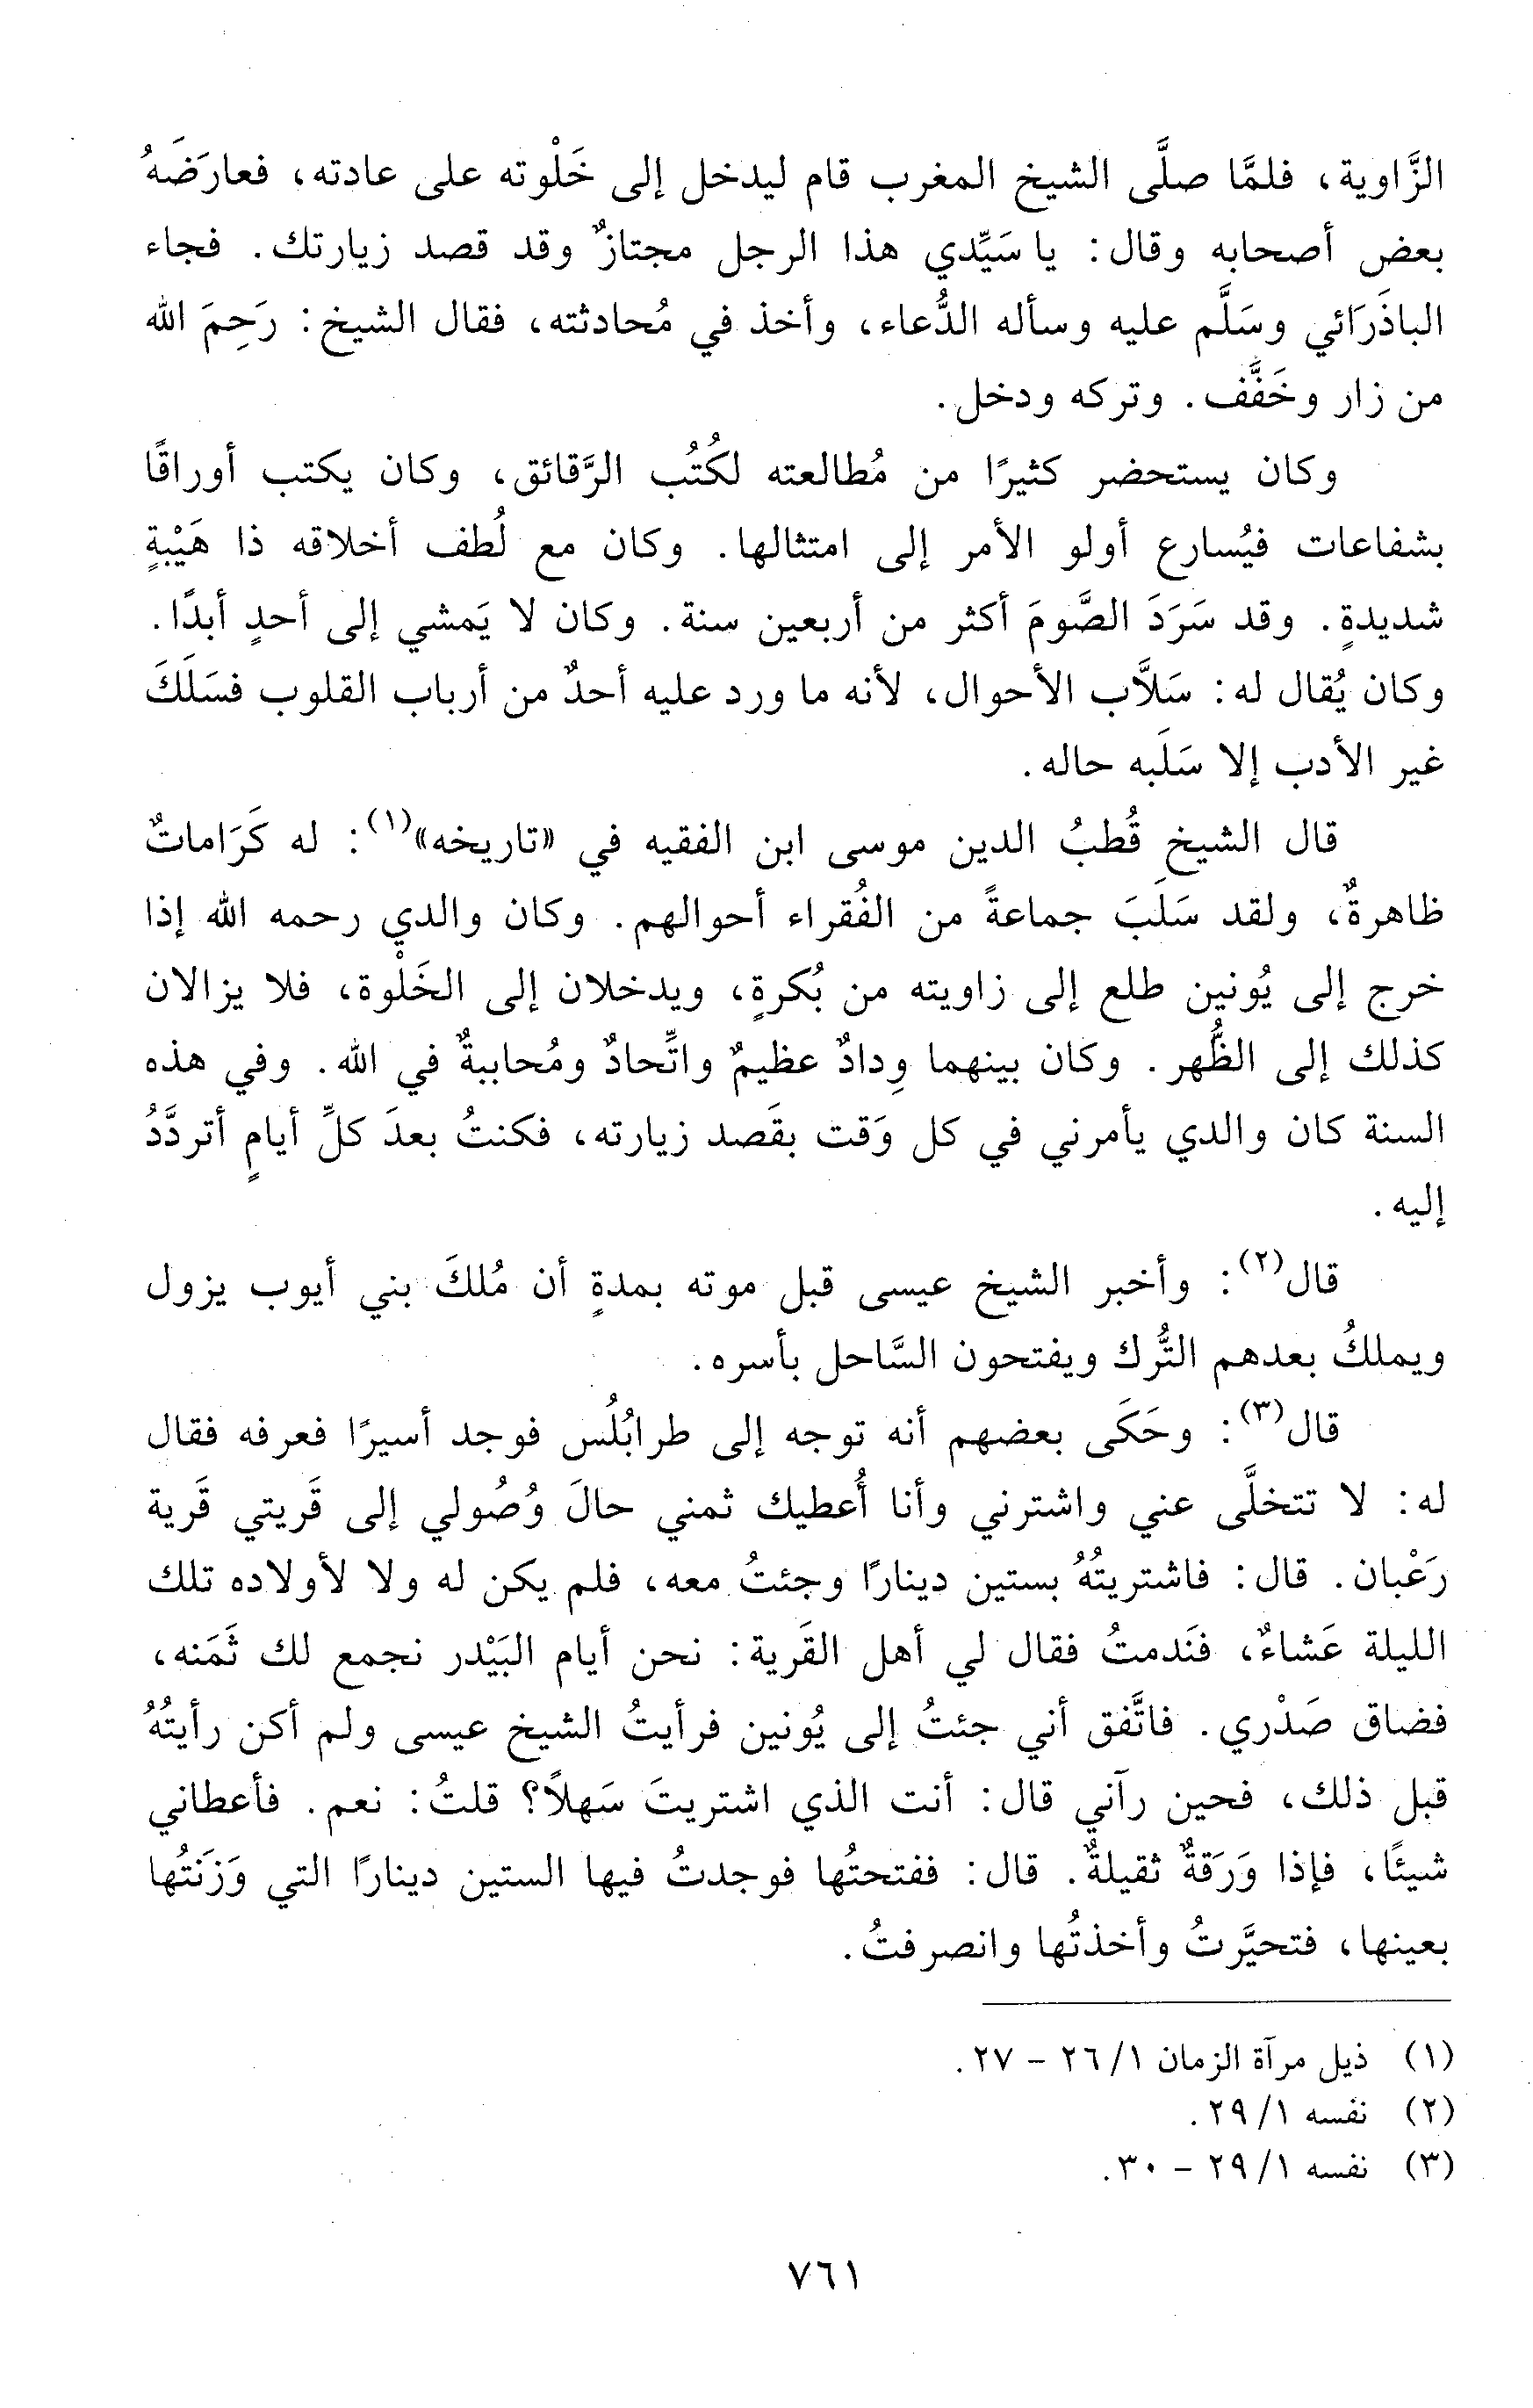 الزَّاوية، فلمَّا صلَّى الشيخ المغرب قام ليدخل إلى خَلْوته على عادته، فعارَضَهُ
بعض أصحابه وقال: يا سَيِّدي هذا الرجل مجتازٌ وقد قصد زيارتك. فجاء
الباذَرَائي وسَلَّم عليه وسأله الدُّعاء، وأخذ في مُحادثته، فقال الشيخ: رَحِمَ الله
من زار وخَفَّف. وتركه ودخل.
وكان يستحضر كثيرًا من مُطالعته لكُتُب الرَّقائق، وكان يكتب أوراقًا
بشفاعات فيُسارع أولو الأمر إلى امتثالها. وكان مع لُطف أخلاقه ذا هَيْبةٍ
شديدةٍ. وقد سَرَدَ الصَّومَ أكثر من أربعين سنة. وكان لا يَمشي إلى أحدٍ أبدًا.
وكان يُقال له: سَلَّاب الأحوال، لأنه ما ورد عليه أحدٌ من أرباب القلوب فسَلَكَ
غير الأدب إلا سَلَبه حاله.
قال الشيخ قُطبُ الدين موسى ابن الفقيه في «تاريخه»(١): له كَرَاماتٌ
ظاهرةٌ، ولقد سَلَبَ جماعةً من الفُقراء أحوالهم. وكان والدي رحمه الله إذا
خرج إلى يُونين طلع إلى زاويته من بُكرةٍ، ويدخلان إلى الخَلْوة، فلا يزالان
كذلك إلى الظُّهر. وكان بينهما وِدادٌ عظيمٌ واتِّحادٌ ومُحاببةٌ في الله. وفي هذه
السنة كان والدي يأمرني في كل وَقت بقَصد زيارته، فكنتُ بعدَ كلِّ أيامٍ أتردَّدُ
إليه.
قال(٢): وأخبر الشيخ عيسى قبل موته بمدةٍ أن مُلكَ بني أيوب يزول
ويملكُ بعدهم التُّرك ويفتحون السَّاحل بأسره.
قال(٣): وحَكَى بعضهم أنه توجه إلى طرابُلُس فوجد أسيرًا فعرفه فقال
له: لا تتخلَّى عني واشترني وأنا أُعطيك ثمني حالَ وُصُولي إلى قَريتي قَرية
رَعْبان. قال: فاشتريتُهُ بستين دينارًا وجئتُ معه، فلم يكن له ولا لأولاده تلك
الليلة عَشاءٌ، فنَدمتُ فقال لي أهل القَرية: نحن أيام البَيْدر نجمع لك ثَمَنه،
فضاق صَدْري. فاتَّفق أني جئتُ إلى يُونين فرأيتُ الشيخ عيسى ولم أكن رأيتُهُ
قبل ذلك، فحين رآني قال: أنت الذي اشتريتَ سَهلًا؟ قلتُ: نعم. فأعطاني
شيئًا، فإذا وَرَقةٌ ثقيلةٌ. قال: ففتحتُها فوجدتُ فيها الستين دينارًا التي وَزَنتُها
بعينها، فتحيَّرتُ وأخذتُها وانصرفتُ.
(١) ذيل مرآة الزمان ١/ ٢٦ - ٢٧.
(٢) نفسه ١/ ٢٩.
(٣) نفسه ١/ ٢٩ - ٣٠.
٧٦١